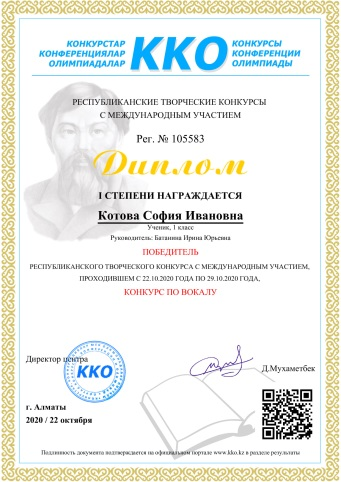 КОНКУРСТАР
КОНФЕРЕНЦИЯЛАР
ОЛИМПИАДАЛАР
ККО
КОНКУРСЫ
КОНФЕРЕНЦИИ
ОЛИМПИАДЫ
РЕСПУБЛИКАНСКИЕ ТВОРЧЕСКИЕ КОНКУРСЫ
С МЕЖДУНАРОДНЫМ УЧАСТИЕМ
Рег. № 105583
Диплом
I СТЕПЕНИ НАГРАЖДАЕТСЯ
Котова София Ивановна
Ученик, 1 класс
Руководитель: Батанина Ирина Юрьевна
ПОБЕДИТЕЛЬ
РЕСПУБЛИКАНСКОГО ТВОРЧЕСКОГО КОНКУРСА С МЕЖДУНАРОДНЫМ УЧАСТИЕМ,
ПРОХОДИВШЕМ С 22.10.2020 ГОДА ПО 29.10.2020 ГОДА,
КОНКУРС ПО ВОКАЛУ
Директор центра
ККО
Д.Мухаметбек
г. Алматы
2020 / 22 октября
Подлинность документа подтверждается на официальном портале www.kko.kz в разделе результаты